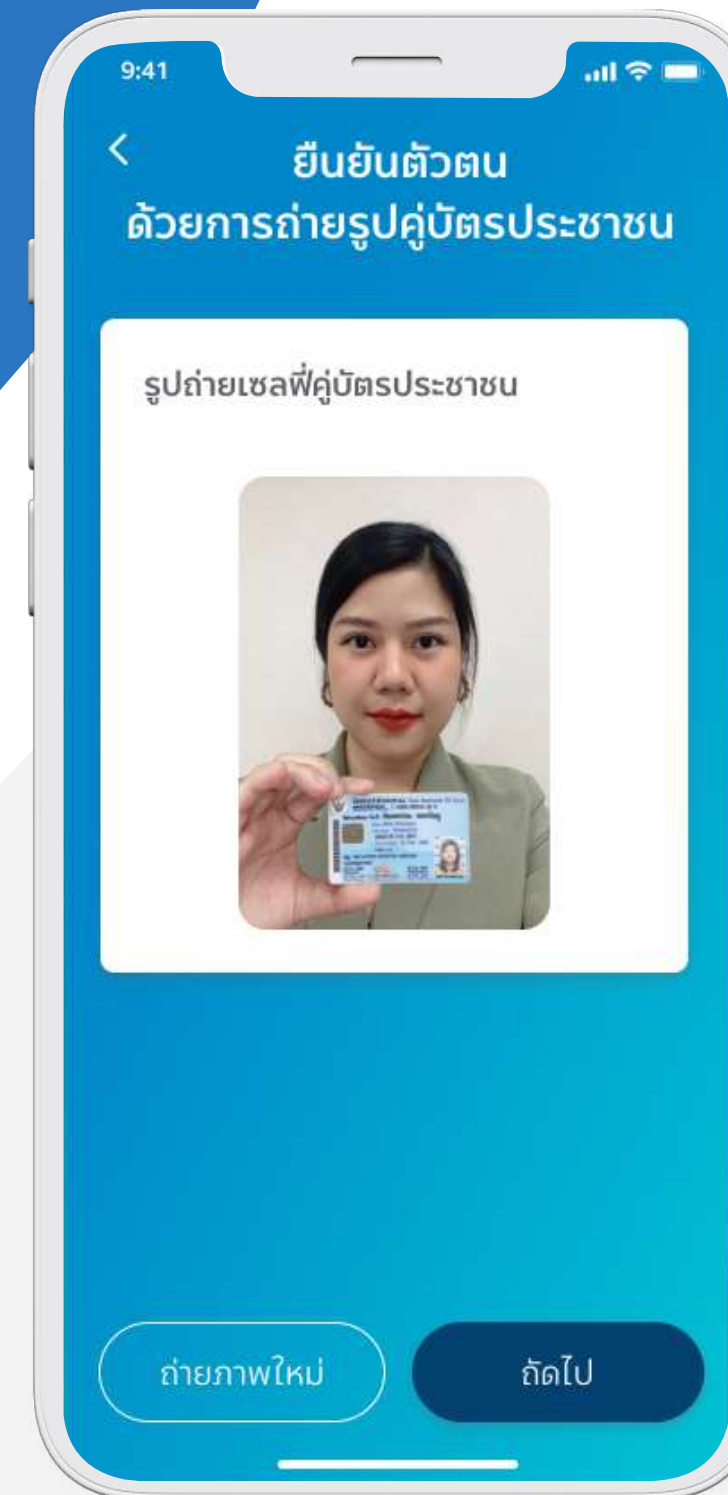 9:41
ยืนยันตัวตน
ด้วยการถ่ายรูปคู่บัตรประชาชน
รูปถ่ายเซลฟี่คู่บัตรประชาชน
ถ่ายภาพใหม่
ถัดไป